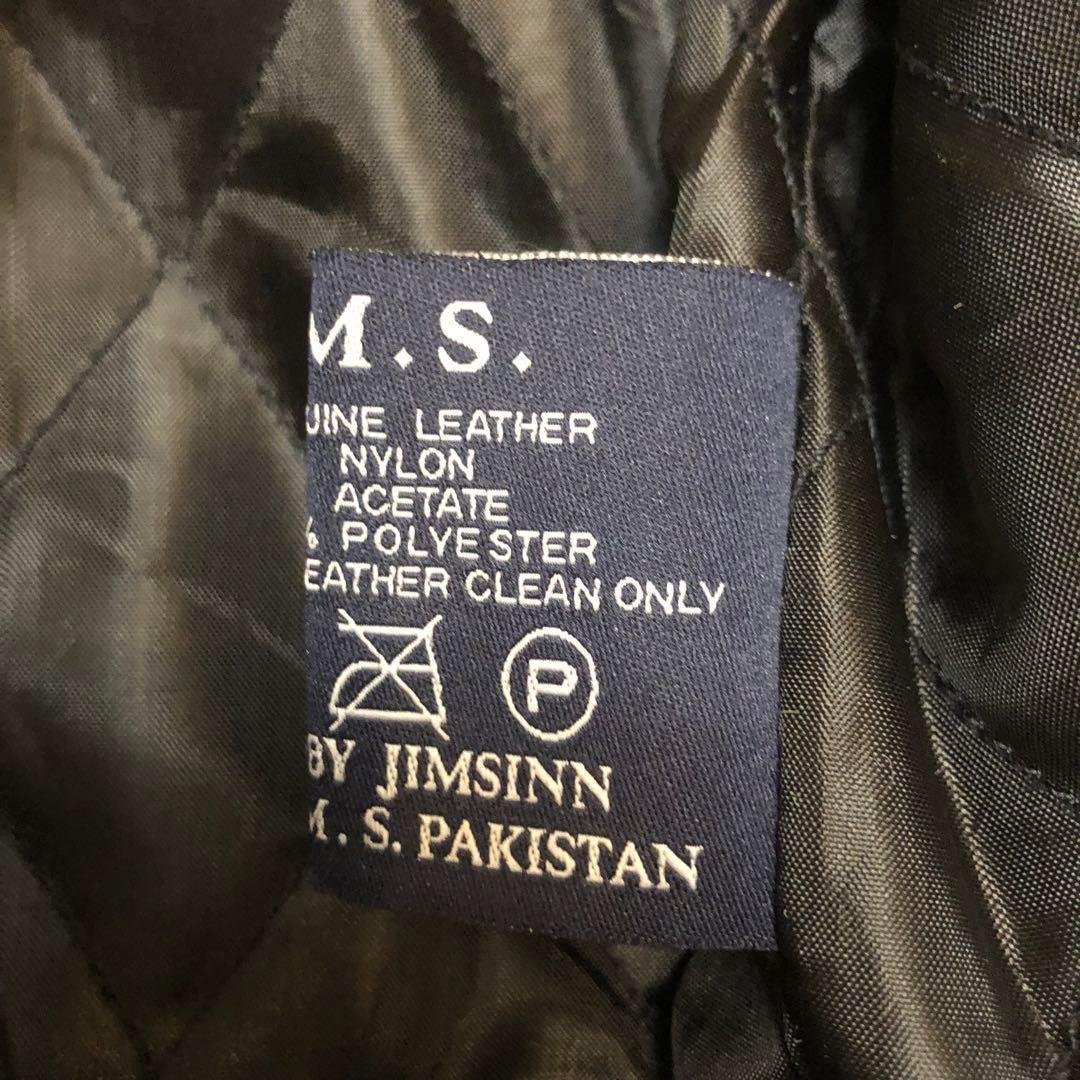 M.S.
UINE LEATHER
NYLON
ACETATE
% POLYESTER
EATHER CLEAN ONLY
P
BY JIMSINN
M.S. PAKISTAN